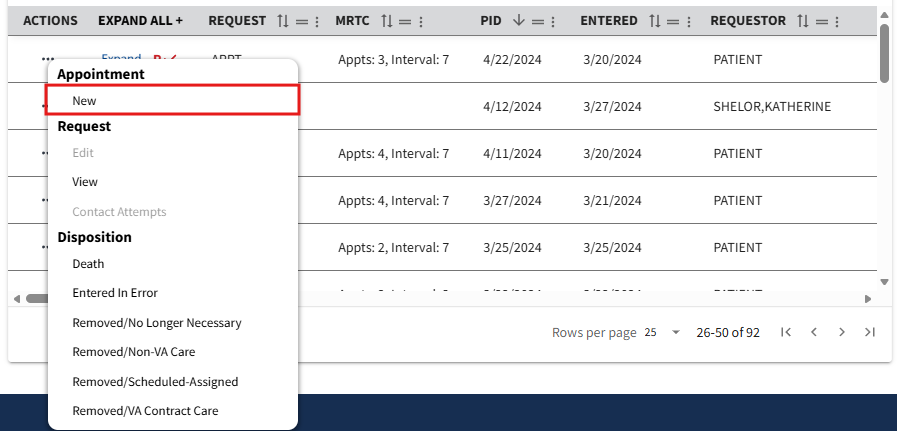 ACTIONS EXPAND ALL + REQUEST MRTC PID ENTERED REQUESTOR
Expand APPT Appts: 3, Interval: 7 4/22/2024 3/20/2024 PATIENT
Appointment
New
4/12/2024 3/27/2024 SHELOR,KATHERINE
Request
Edit
Appts: 4, Interval: 7 4/11/2024 3/20/2024 PATIENT
View
Appts: 4, Interval: 7 3/27/2024 3/21/2024 PATIENT
Contact Attempts
Disposition
Appts: 2, Interval: 7 3/25/2024 3/25/2024 PATIENT
Death
Entered In Error
Removed/No Longer Necessary
Rows per page 25 26-50 of 92
Removed/Non-VA Care
Removed/Scheduled-Assigned
Removed/VA Contract Care